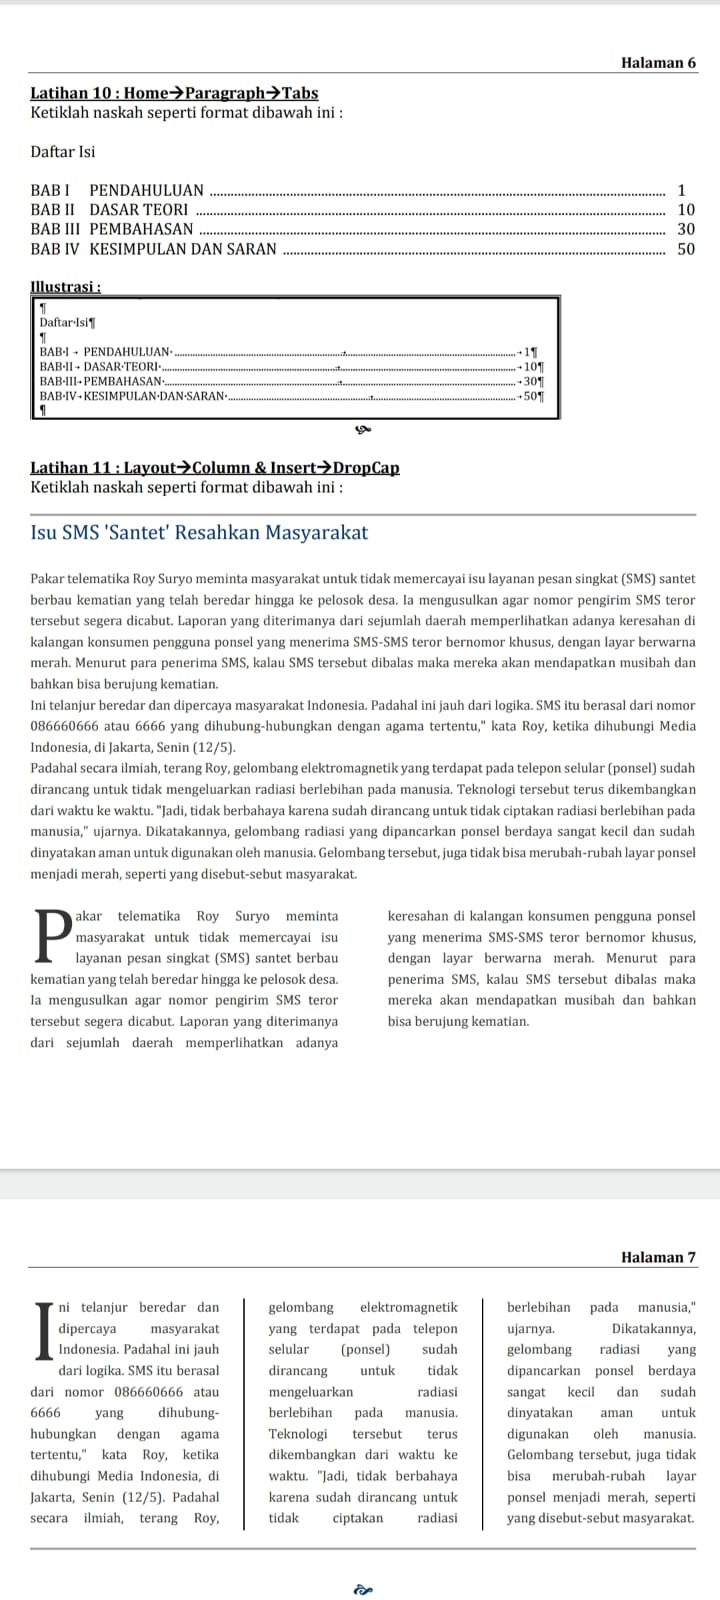 Halaman 6
Latihan 10 : Home→Paragraph→Tabs
Ketiklah naskah seperti format dibawah ini :
Daftar Isi
BAB I PENDAHULUAN ........................................ 1
BAB II DASAR TEORI ........................................ 10
BAB III PEMBAHASAN ........................................ 30
BAB IV KESIMPULAN DAN SARAN ........................................ 50
Illustrasi :
¶
Daftar·Isi¶
¶
BAB·I → PENDAHULUAN· ........................................ → 1¶
BAB·II → DASAR·TEORI· ........................................ → 10¶
BAB·III → PEMBAHASAN· ........................................ → 30¶
BAB·IV → KESIMPULAN·DAN·SARAN· ........................................ → 50¶
¶
Latihan 11 : Layout→Column & Insert→DropCap
Ketiklah naskah seperti format dibawah ini :
Isu SMS 'Santet' Resahkan Masyarakat
Pakar telematika Roy Suryo meminta masyarakat untuk tidak memercayai isu layanan pesan singkat (SMS) santet
berbau kematian yang telah beredar hingga ke pelosok desa. Ia mengusulkan agar nomor pengirim SMS teror
tersebut segera dicabut. Laporan yang diterimanya dari sejumlah daerah memperlihatkan adanya keresahan di
kalangan konsumen pengguna ponsel yang menerima SMS-SMS teror bernomor khusus, dengan layar berwarna
merah. Menurut para penerima SMS, kalau SMS tersebut dibalas maka mereka akan mendapatkan musibah dan
bahkan bisa berujung kematian.
Ini telanjur beredar dan dipercaya masyarakat Indonesia. Padahal ini jauh dari logika. SMS itu berasal dari nomor
086660666 atau 6666 yang dihubung-hubungkan dengan agama tertentu," kata Roy, ketika dihubungi Media
Indonesia, di Jakarta, Senin (12/5).
Padahal secara ilmiah, terang Roy, gelombang elektromagnetik yang terdapat pada telepon selular (ponsel) sudah
dirancang untuk tidak mengeluarkan radiasi berlebihan pada manusia. Teknologi tersebut terus dikembangkan
dari waktu ke waktu. "Jadi, tidak berbahaya karena sudah dirancang untuk tidak ciptakan radiasi berlebihan pada
manusia," ujarnya. Dikatakannya, gelombang radiasi yang dipancarkan ponsel berdaya sangat kecil dan sudah
dinyatakan aman untuk digunakan oleh manusia. Gelombang tersebut, juga tidak bisa merubah-rubah layar ponsel
menjadi merah, seperti yang disebut-sebut masyarakat.
Pakar telematika Roy Suryo meminta
masyarakat untuk tidak memercayai isu
layanan pesan singkat (SMS) santet berbau
kematian yang telah beredar hingga ke pelosok desa.
Ia mengusulkan agar nomor pengirim SMS teror
tersebut segera dicabut. Laporan yang diterimanya
dari sejumlah daerah memperlihatkan adanya
keresahan di kalangan konsumen pengguna ponsel
yang menerima SMS-SMS teror bernomor khusus,
dengan layar berwarna merah. Menurut para
penerima SMS, kalau SMS tersebut dibalas maka
mereka akan mendapatkan musibah dan bahkan
bisa berujung kematian.
Halaman 7
Ini telanjur beredar dan
dipercaya masyarakat
Indonesia. Padahal ini jauh
dari logika. SMS itu berasal
dari nomor 086660666 atau
6666 yang dihubung-
hubungkan dengan agama
tertentu," kata Roy, ketika
dihubungi Media Indonesia, di
Jakarta, Senin (12/5). Padahal
secara ilmiah, terang Roy,
gelombang elektromagnetik
yang terdapat pada telepon
selular (ponsel) sudah
dirancang untuk tidak
mengeluarkan radiasi
berlebihan pada manusia.
Teknologi tersebut terus
dikembangkan dari waktu ke
waktu. "Jadi, tidak berbahaya
karena sudah dirancang untuk
tidak ciptakan radiasi
berlebihan pada manusia,"
ujarnya. Dikatakannya,
gelombang radiasi yang
dipancarkan ponsel berdaya
sangat kecil dan sudah
dinyatakan aman untuk
digunakan oleh manusia.
Gelombang tersebut, juga tidak
bisa merubah-rubah layar
ponsel menjadi merah, seperti
yang disebut-sebut masyarakat.